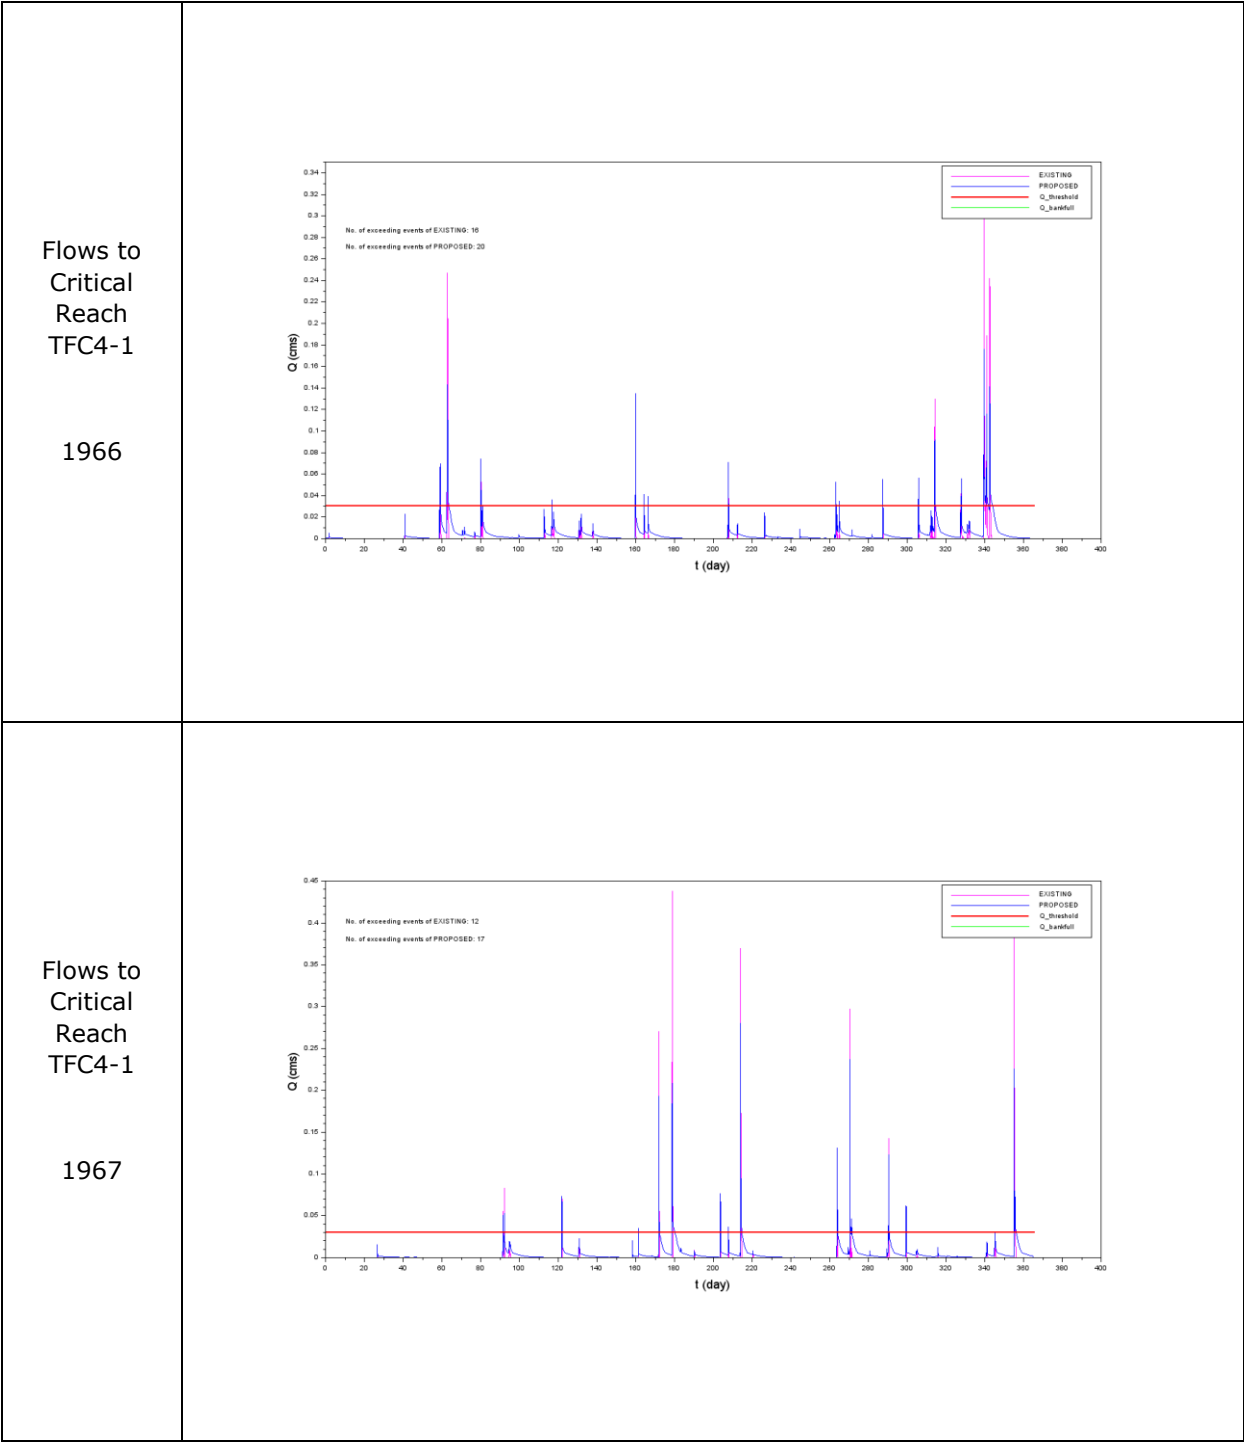 Flows to
Critical
Reach
TFC4-1
1966
0.34
0.32
0.3
0.28
0.26
0.24
0.22
0.2
0.18
0.16
0.14
0.12
0.1
0.08
0.06
0.04
0.02
0
Q (cms)
No. of exceeding events of EXISTING: 16
No. of exceeding events of PROPOSED: 20
EXISTING
PROPOSED
Q_threshold
Q_bankfull
0 20 40 60 80 100 120 140 160 180 200 220 240 260 280 300 320 340 360 380 400
t (day)
Flows to
Critical
Reach
TFC4-1
1967
0.45
0.4
0.35
0.3
0.25
0.2
0.15
0.1
0.05
0
Q (cms)
No. of exceeding events of EXISTING: 12
No. of exceeding events of PROPOSED: 17
EXISTING
PROPOSED
Q_threshold
Q_bankfull
0 20 40 60 80 100 120 140 160 180 200 220 240 260 280 300 320 340 360 380 400
t (day)